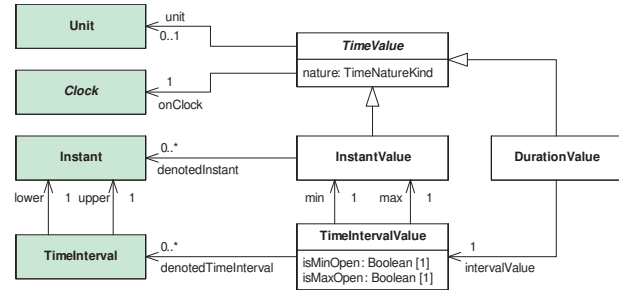 Unit
unit
0..1
TimeValue
nature: TimeNatureKind
Clock
1
onClock
Instant
0..*
denotedInstant
InstantValue
DurationValue
lower
1
upper
1
min
1
max
1
TimeInterval
0..*
denotedTimeInterval
TimeIntervalValue
isMinOpen: Boolean [1]
isMaxOpen: Boolean [1]
1
intervalValue